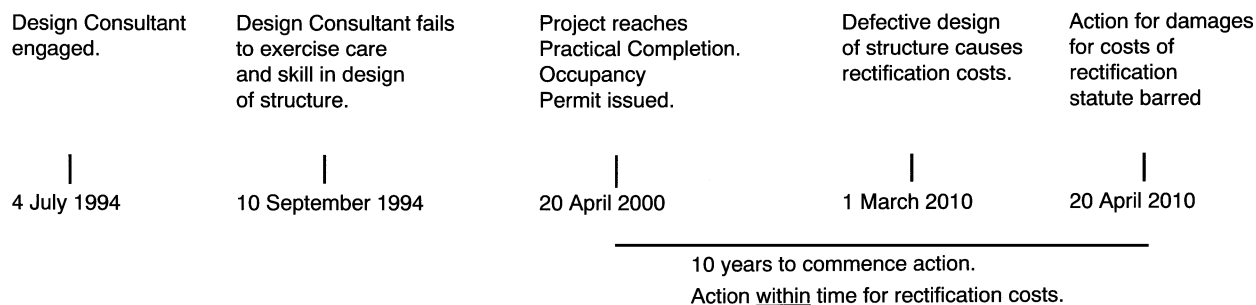 Design Consultant
engaged.
Design Consultant fails
to exercise care
and skill in design
of structure.
Project reaches
Practical Completion.
Occupancy
Permit issued.
Defective design
of structure causes
rectification costs.
Action for damages
for costs of
rectification
statute barred
4 July 1994
10 September 1994
20 April 2000
1 March 2010
20 April 2010
10 years to commence action.
Action within time for rectification costs.